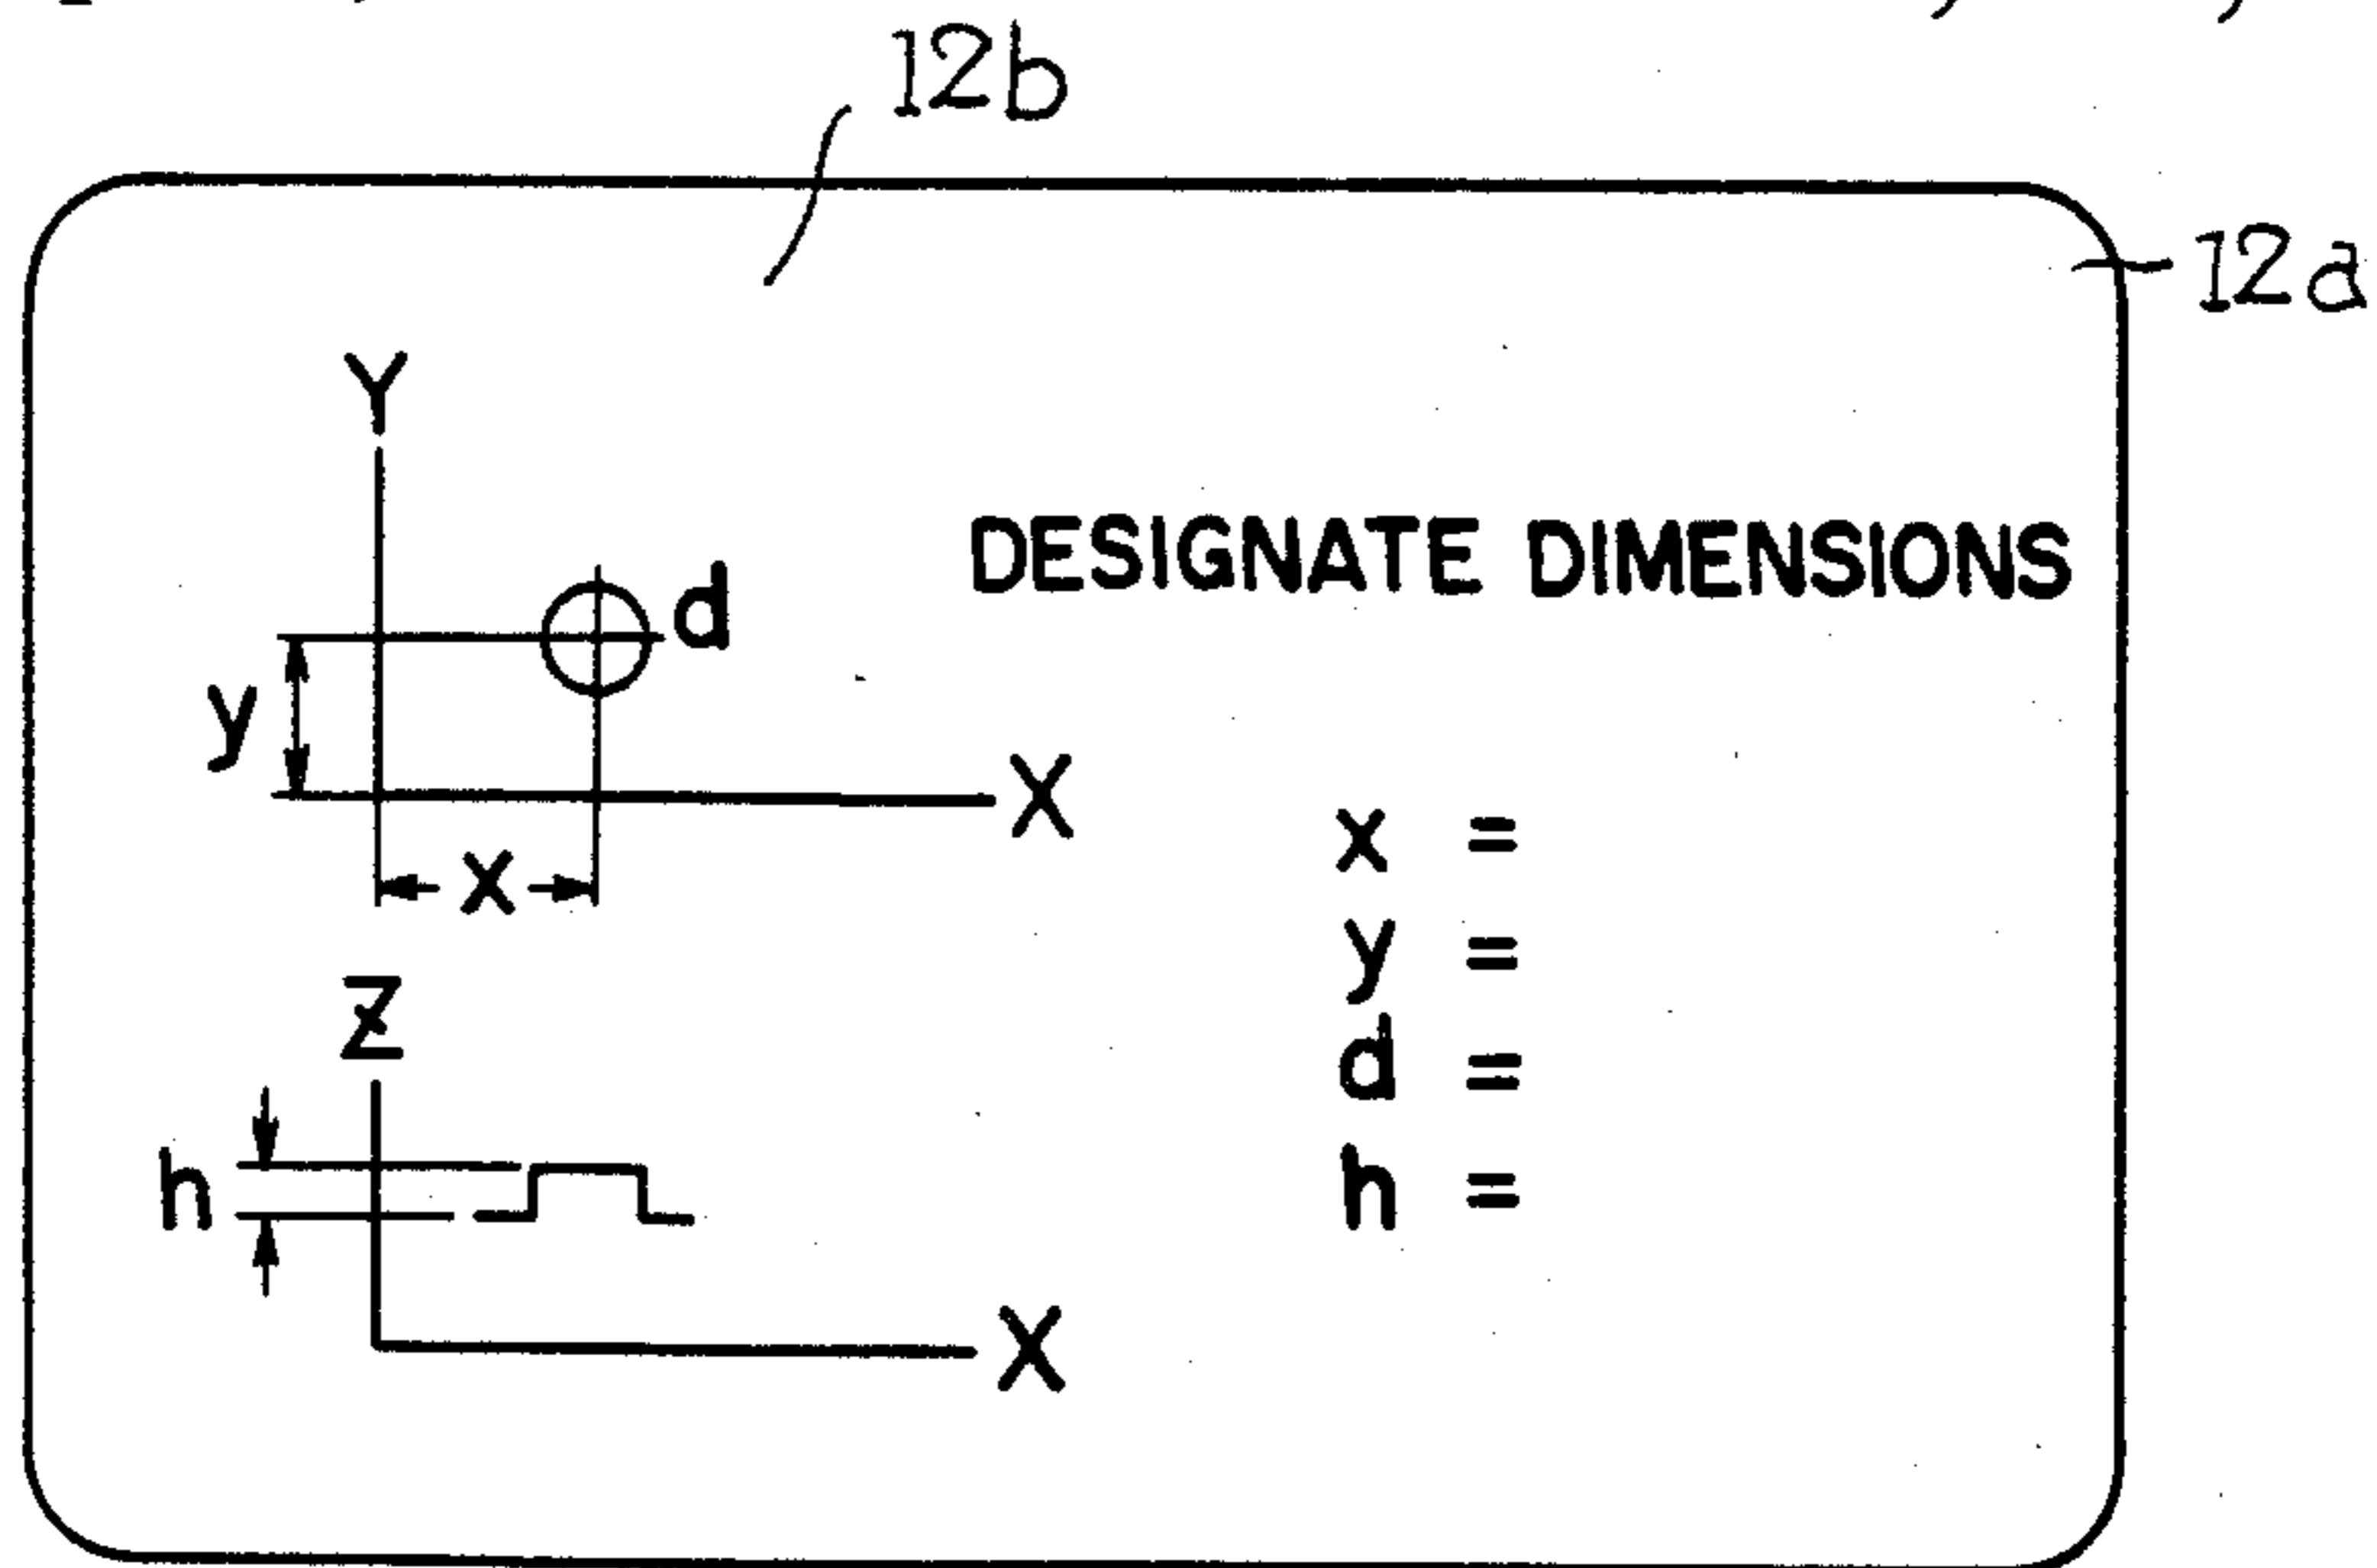 12b
12a
Y
DESIGNATE DIMENSIONS
d
y
X
x
x =
y =
d =
h =
Z
h
X